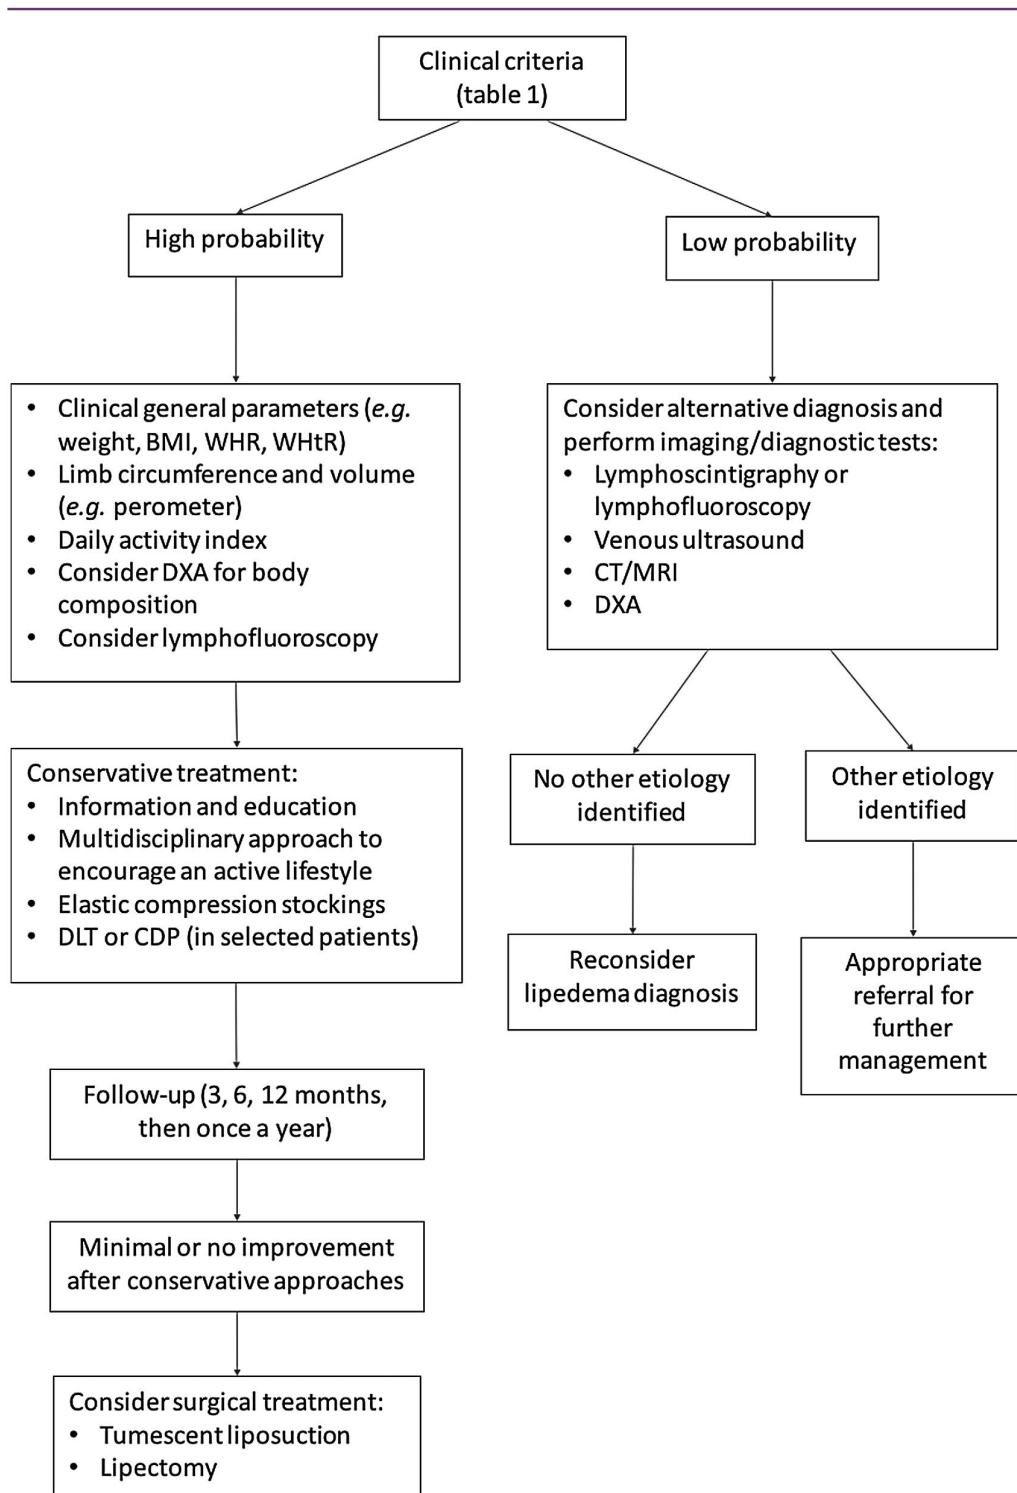 Clinical criteria
(table 1)
High probability
Low probability
• Clinical general parameters (e.g.
weight, BMI, WHR, WHtR)
• Limb circumference and volume
(e.g. perometer)
• Daily activity index
• Consider DXA for body
composition
• Consider lymphofluoroscopy
Consider alternative diagnosis and
perform imaging/diagnostic tests:
• Lymphoscintigraphy or
lymphofluoroscopy
• Venous ultrasound
• CT/MRI
• DXA
Conservative treatment:
• Information and education
• Multidisciplinary approach to
encourage an active lifestyle
• Elastic compression stockings
• DLT or CDP (in selected patients)
No other etiology
identified
Other etiology
identified
Reconsider
lipedema diagnosis
Appropriate
referral for
further
management
Follow-up (3, 6, 12 months,
then once a year)
Minimal or no improvement
after conservative approaches
Consider surgical treatment:
• Tumescent liposuction
• Lipectomy